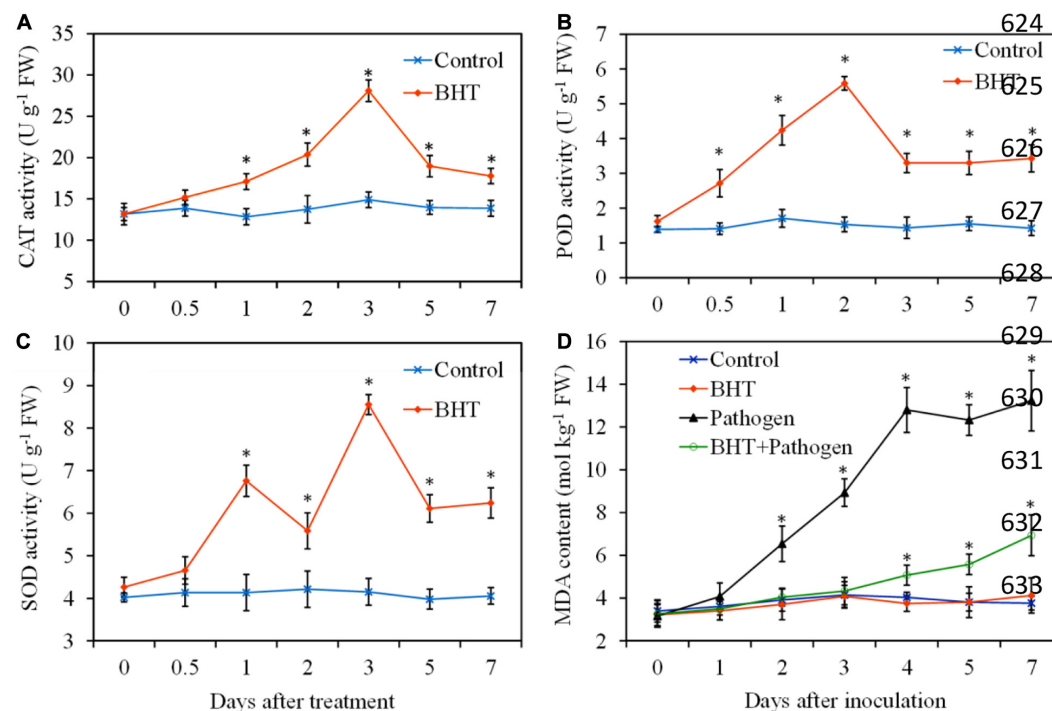 A
CAT activity (U g⁻¹ FW)
35
30
25
20
15
10
5
Control
BHT
*
*
*
*
*
0 0.5 1 2 3 5 7
B
POD activity (U g⁻¹ FW)
7
6
5
4
3
2
1
0
Control
BHT
*
*
*
*
*
*
0 0.5 1 2 4 5 7
C
SOD activity (U g⁻¹ FW)
10
9
8
7
6
5
4
3
Control
BHT
*
*
*
*
*
0 0.5 1 2 3 5 7
Days after treatment
D
MDA content (mol kg⁻¹ FW)
16
14
12
10
8
6
4
2
Control
BHT
Pathogen
BHT+Pathogen
*
*
*
*
*
*
*
*
0 1 2 3 4 5 7
Days after inoculation
624
625
626
627
628
629
630
631
632
633